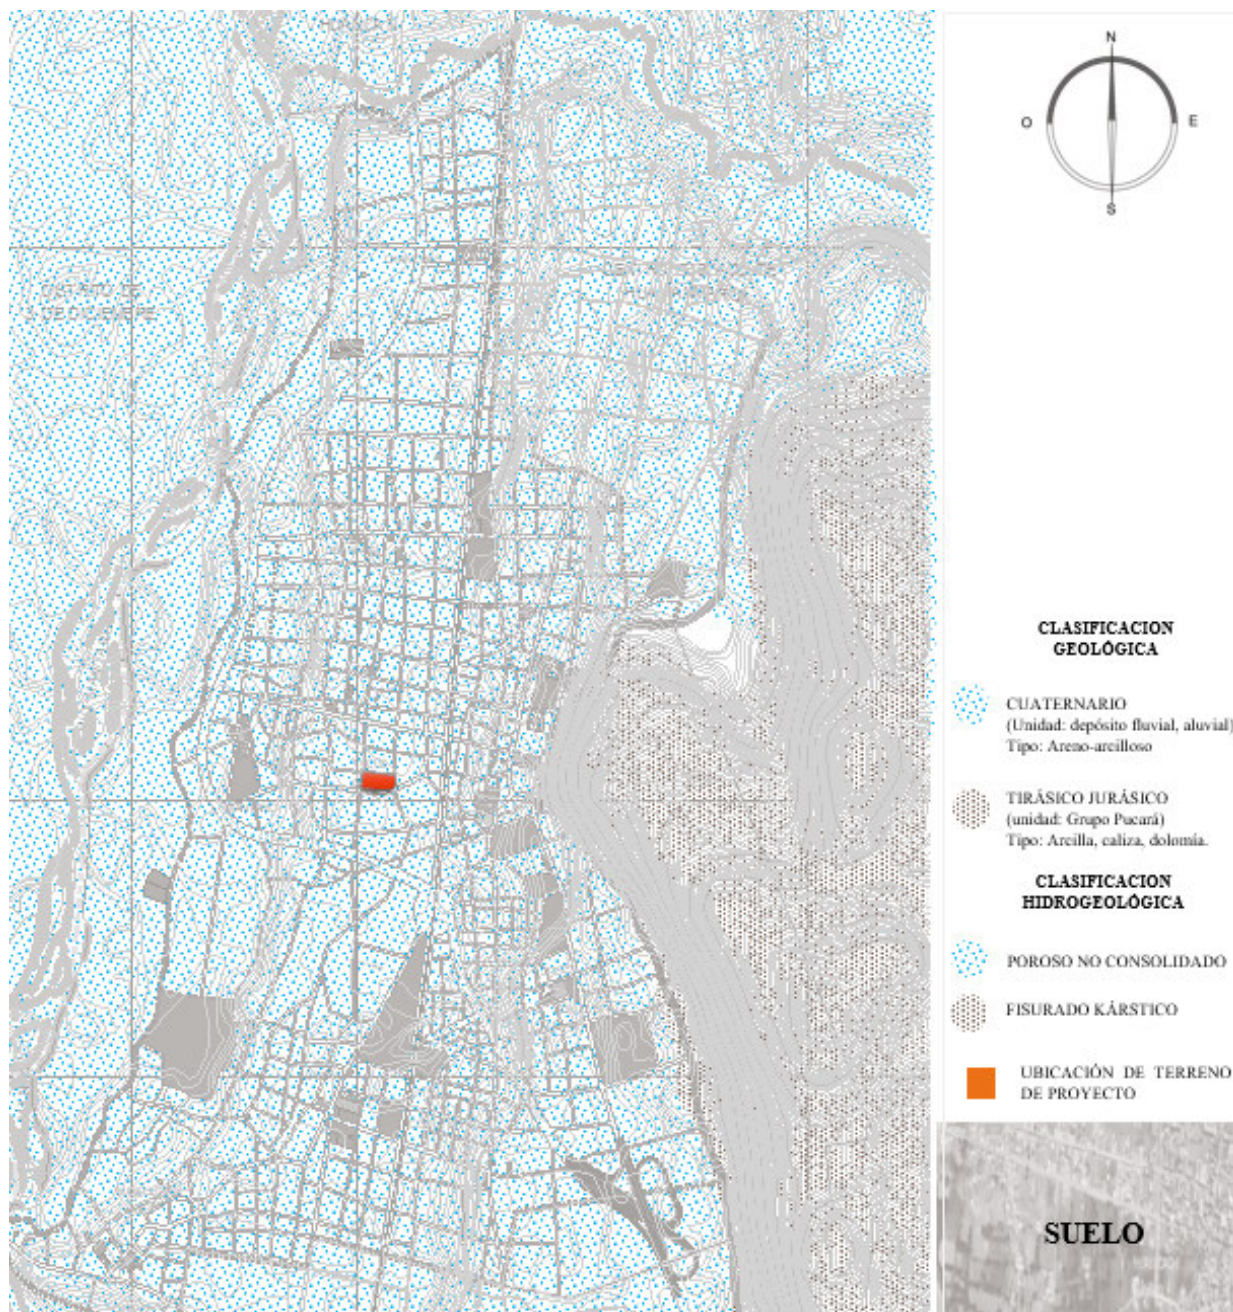 N
O
E
S
CLASIFICACION
GEOLÓGICA
CUATERNARIO
(Unidad: depósito fluvial, aluvial)
Tipo: Areno-arcilloso
TIRÁSICO JURÁSICO
(unidad: Grupo Pucará)
Tipo: Arcilla, caliza, dolomía.
CLASIFICACION
HIDROGEOLÓGICA
POROSO NO CONSOLIDADO
FISURADO KÁRSTICO
UBICACIÓN DE TERRENO
DE PROYECTO
SUELO